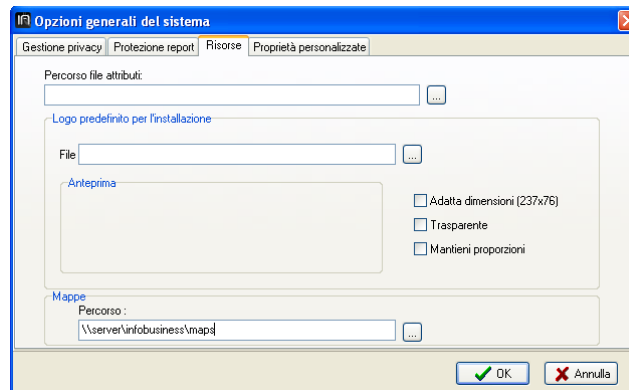 Opzioni generali del sistema
Gestione privacy Protezione report Risorse Proprietà personalizzate
Percorso file attributi:
...
Logo predefinito per l'installazione
File ...
Anteprima
Adatta dimensioni (237x76)
Trasparente
Mantieni proporzioni
Mappe
Percorso :
\\server\infobusiness\maps ...
OK Annulla